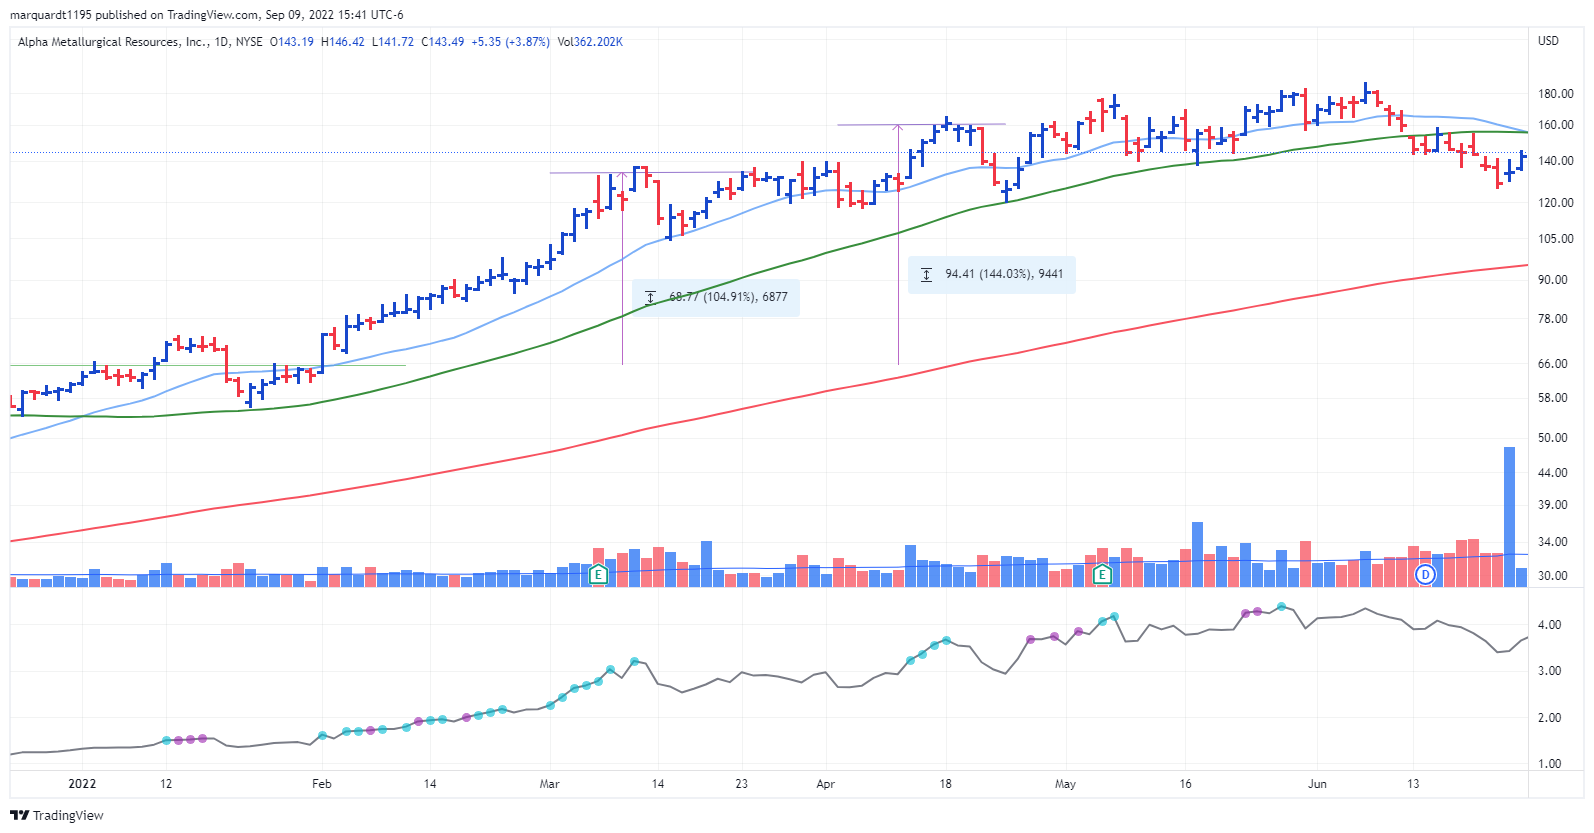 marquardt1195 published on TradingView.com, Sep 09, 2022 15:41 UTC-6
Alpha Metallurgical Resources, Inc., 1D, NYSE O143.19 H146.42 L141.72 C143.49 +5.35 (+3.87%) Vol362.202K
USD
180.00
160.00
140.00
120.00
105.00
94.41 (144.03%), 9441
90.00
68.77 (104.91%), 6877
78.00
66.00
58.00
50.00
44.00
39.00
34.00
E
E
D
30.00
4.00
3.00
2.00
1.00
2022 12 Feb 14 Mar 14 23 Apr 18 May 16 Jun 13
TradingView